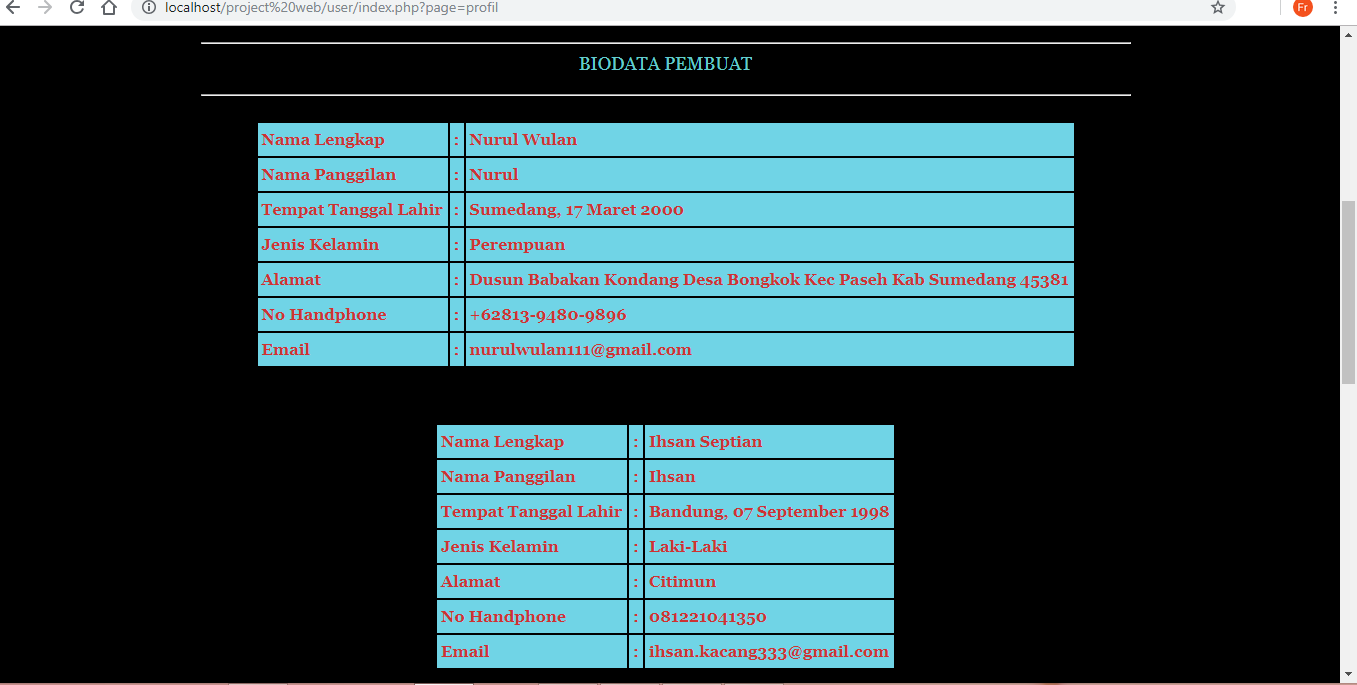 localhost/project%20web/user/index.php?page=profil
Fr
BIODATA PEMBUAT
Nama Lengkap : Nurul Wulan
Nama Panggilan : Nurul
Tempat Tanggal Lahir : Sumedang, 17 Maret 2000
Jenis Kelamin : Perempuan
Alamat : Dusun Babakan Kondang Desa Bongkok Kec Paseh Kab Sumedang 45381
No Handphone : +62813-9480-9896
Email : nurulwulan111@gmail.com
Nama Lengkap : Ihsan Septian
Nama Panggilan : Ihsan
Tempat Tanggal Lahir : Bandung, 07 September 1998
Jenis Kelamin : Laki-Laki
Alamat : Citimun
No Handphone : 081221041350
Email : ihsan.kacang333@gmail.com